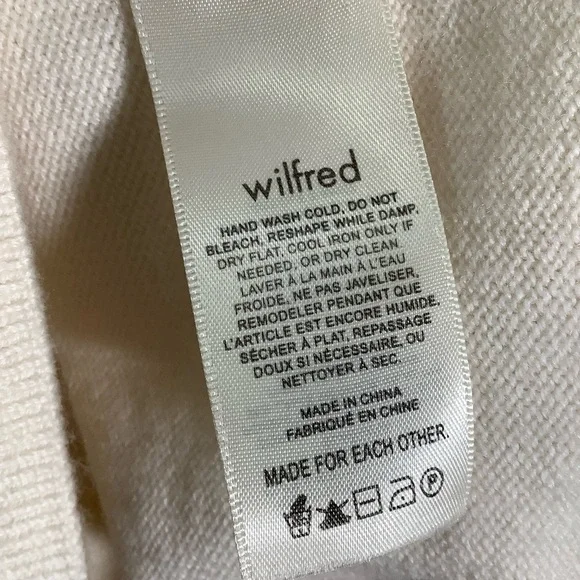 wilfred
HAND WASH COLD, DO NOT
BLEACH, RESHAPE WHILE DAMP.
DRY FLAT, COOL IRON ONLY IF
NEEDED, OR DRY CLEAN
LAVER À LA MAIN À L'EAU
FROIDE, NE PAS JAVELISER,
REMODELER PENDANT QUE
L'ARTICLE EST ENCORE HUMIDE.
SÉCHER À PLAT, REPASSAGE
DOUX SI NÉCESSAIRE, OU
NETTOYER À SEC
MADE IN CHINA
FABRIQUÉ EN CHINE
MADE FOR EACH OTHER.
P